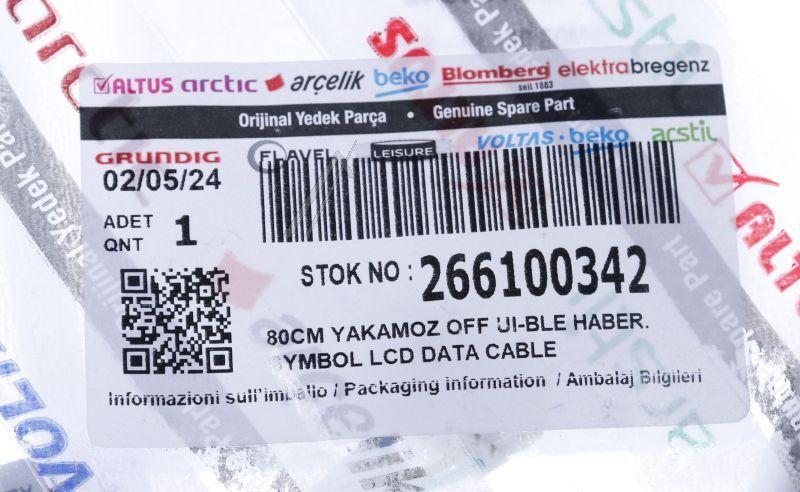 ALTUS arctic arçelik beko Blomberg elektrabregenz
seit 1883
Orijinal Yedek Parça • Genuine Spare Part
VOLTAS·beko arstil
GRUNDIG FLAVEL LEISURE
02/05/24
ADET
QNT 1
STOK NO : 266100342
80CM YAKAMOZ OFF UI-BLE HABER.
SYMBOL LCD DATA CABLE
Informazioni sull'imballo / Packaging information / Ambalaj Bilgileri